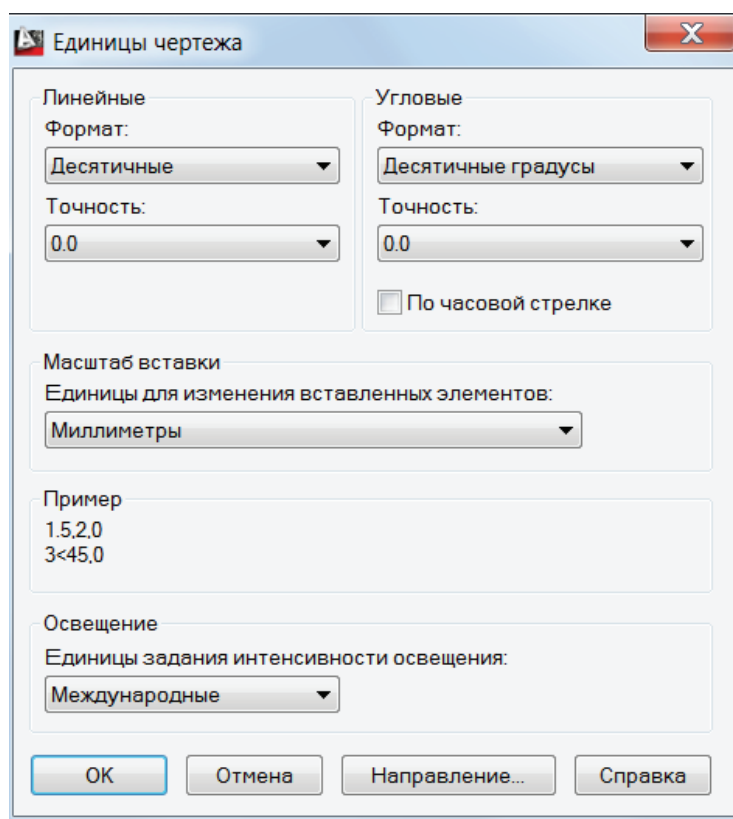 Единицы чертежа
Линейные
Формат:
Десятичные
Точность:
0.0
Угловые
Формат:
Десятичные градусы
Точность:
0.0
По часовой стрелке
Масштаб вставки
Единицы для изменения вставленных элементов:
Миллиметры
Пример
1.5,2,0
3<45,0
Освещение
Единицы задания интенсивности освещения:
Международные
ОК
Отмена
Направление...
Справка